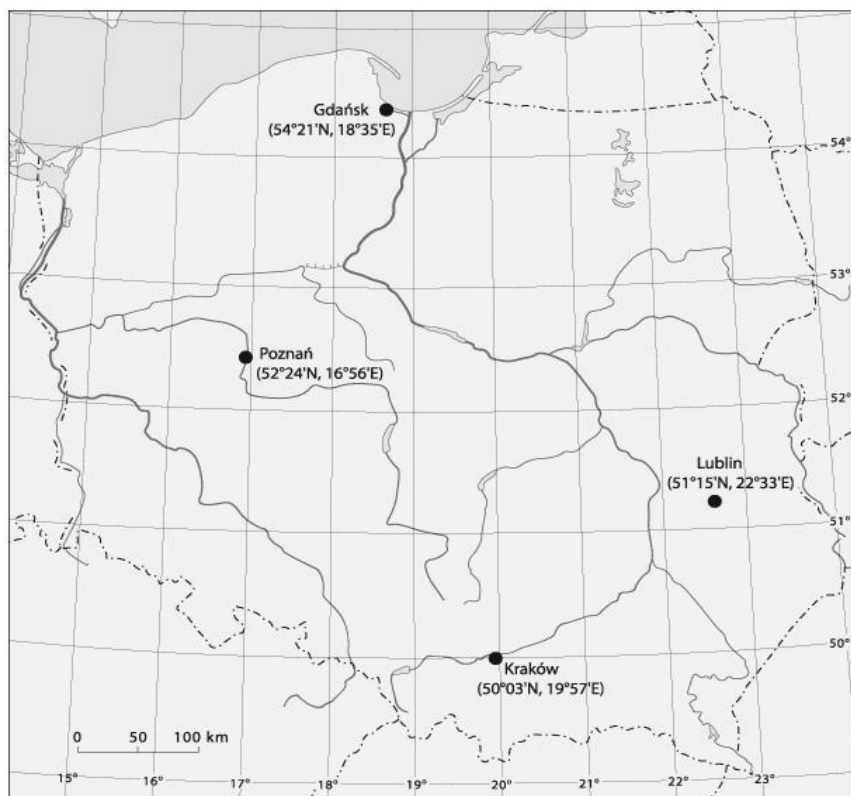 Gdańsk
(54°21'N, 18°35'E)
54°
53°
Poznań
(52°24'N, 16°56'E)
52°
Lublin
(51°15'N, 22°33'E)
51°
50°
Kraków
(50°03'N, 19°57'E)
0 50 100 km
15° 16° 17° 18° 19° 20° 21° 22° 23°